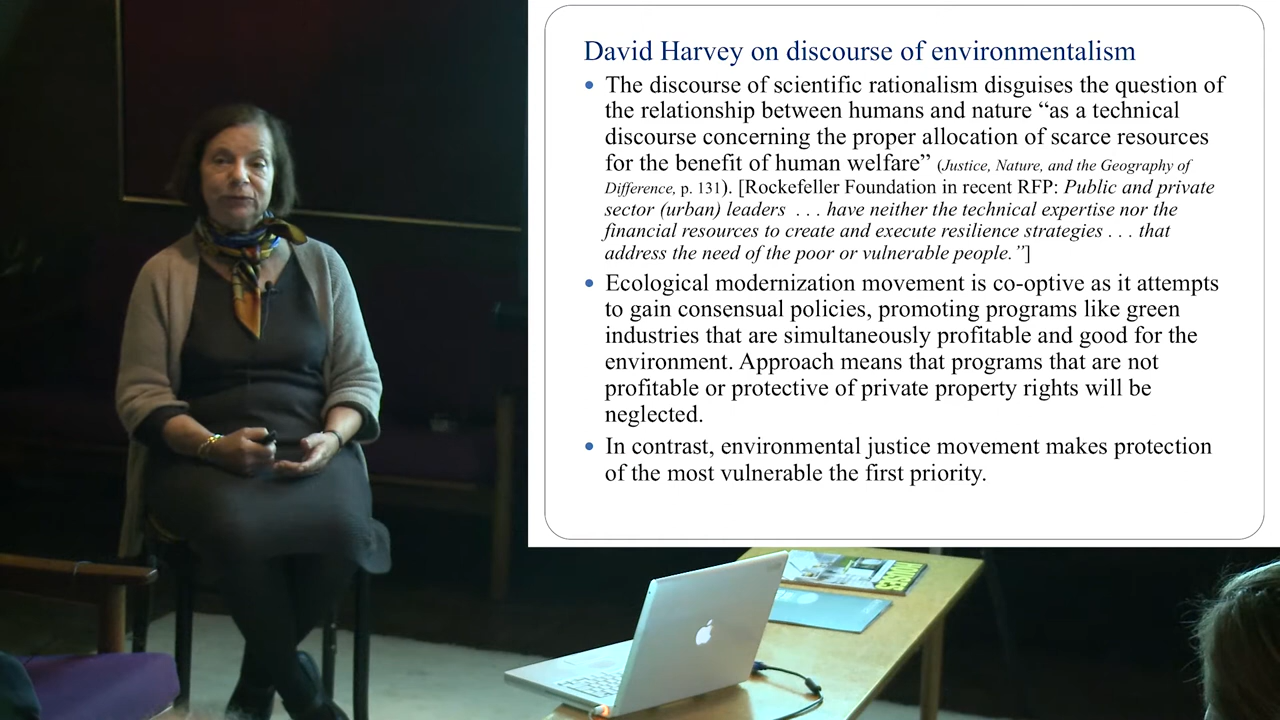 David Harvey on discourse of environmentalism
• The discourse of scientific rationalism disguises the question of
the relationship between humans and nature “as a technical
discourse concerning the proper allocation of scarce resources
for the benefit of human welfare” (Justice, Nature, and the Geography of
Difference, p. 131). [Rockefeller Foundation in recent RFP: Public and private
sector (urban) leaders . . . have neither the technical expertise nor the
financial resources to create and execute resilience strategies . . . that
address the need of the poor or vulnerable people.”]
• Ecological modernization movement is co-optive as it attempts
to gain consensual policies, promoting programs like green
industries that are simultaneously profitable and good for the
environment. Approach means that programs that are not
profitable or protective of private property rights will be
neglected.
• In contrast, environmental justice movement makes protection
of the most vulnerable the first priority.